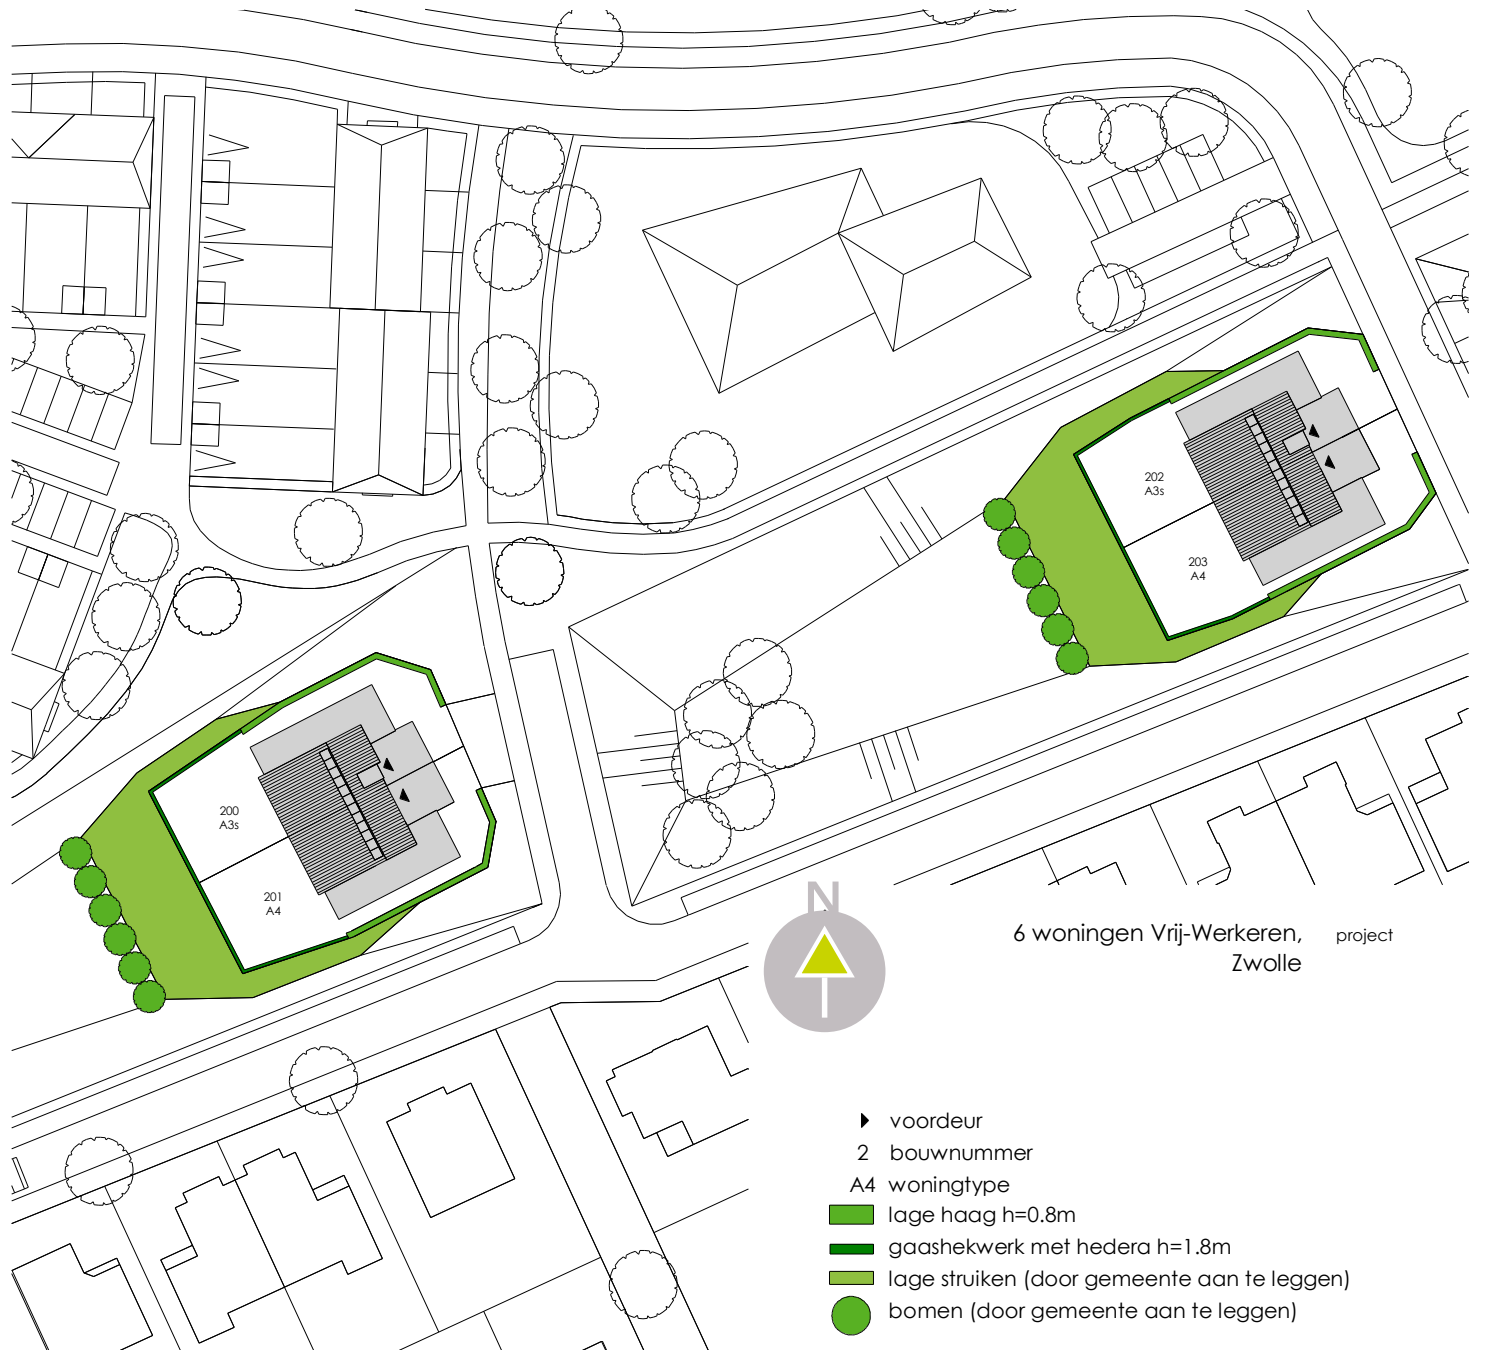 202
A3s
203
A4
200
A3s
201
A4
N
6 woningen Vrij-Werkeren, project
Zwolle
voordeur
2 bouwnummer
A4 woningtype
lage haag h=0.8m
gaashekwerk met hedera h=1.8m
lage struiken (door gemeente aan te leggen)
bomen (door gemeente aan te leggen)